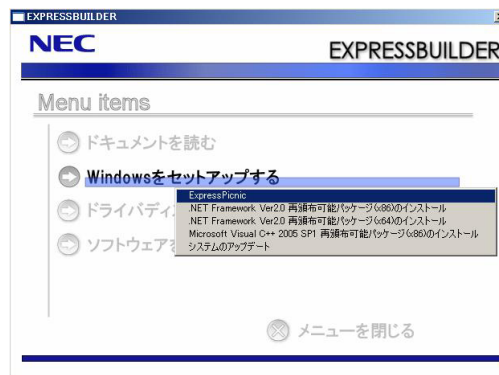 EXPRESSBUILDER
NEC
EXPRESSBUILDER
Menu items
ドキュメントを読む
Windowsをセットアップする
ExpressPicnic
.NET Framework Ver2.0 再頒布可能パッケージ(x86)のインストール
.NET Framework Ver2.0 再頒布可能パッケージ(x64)のインストール
Microsoft Visual C++ 2005 SP1 再頒布可能パッケージ(x86)のインストール
システムのアップデート
ドライバディ
ソフトウェアを
メニューを閉じる